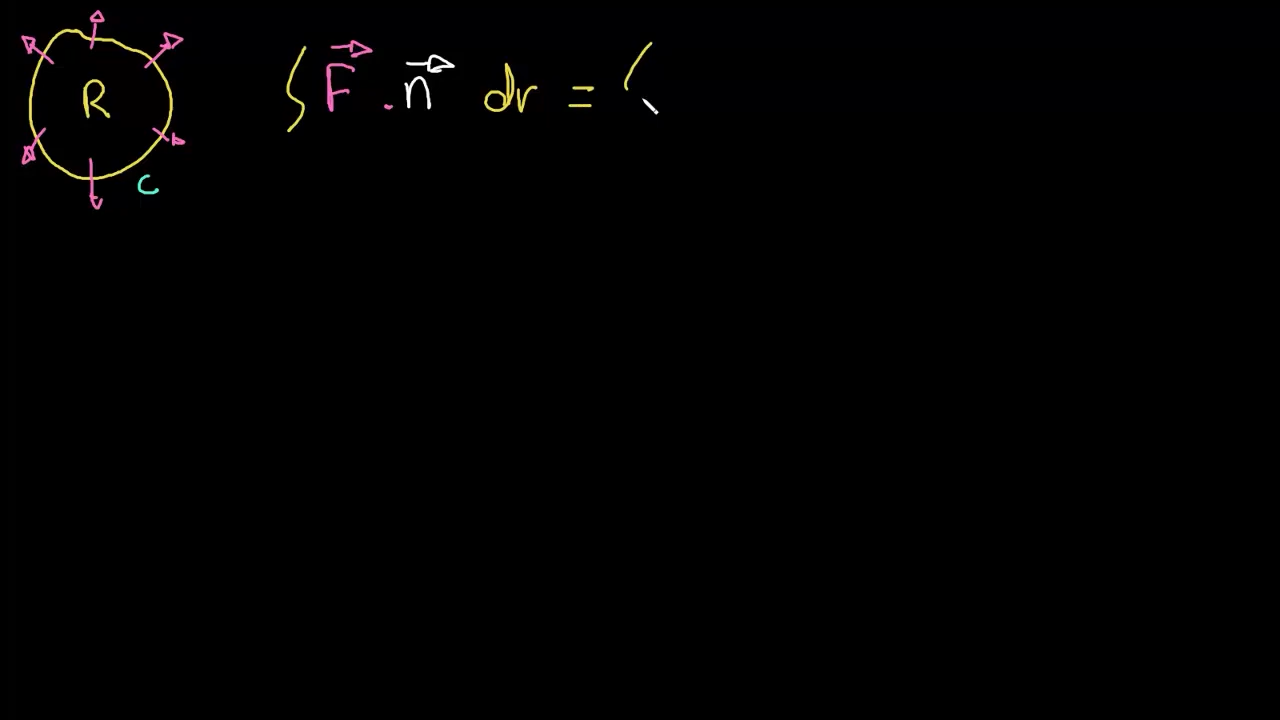 R
C
∫ F⃗ . n⃗ dr = ∫